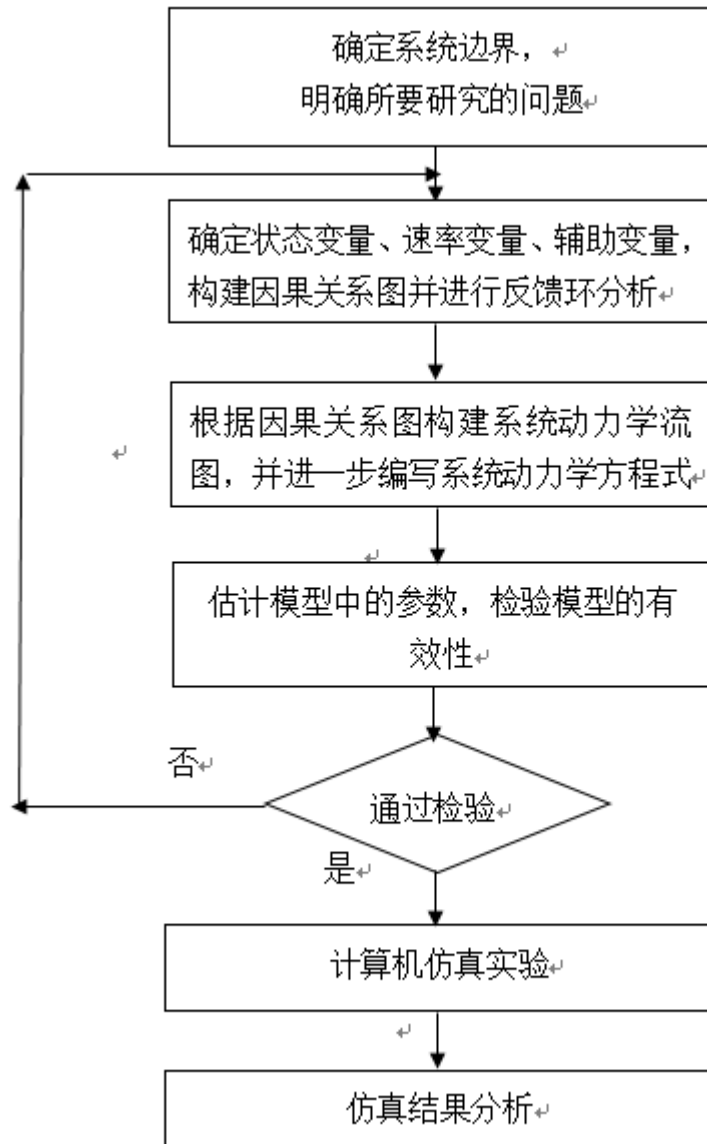 确定系统边界，
明确所要研究的问题
确定状态变量、速率变量、辅助变量，
构建因果关系图并进行反馈环分析
根据因果关系图构建系统动力学流
图，并进一步编写系统动力学方程式
估计模型中的参数，检验模型的有
效性
否
通过检验
是
计算机仿真实验
仿真结果分析